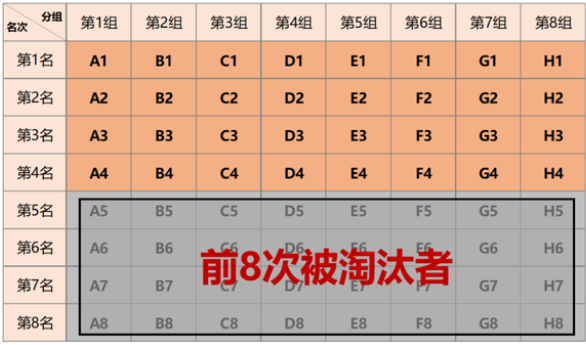 分组 名次 第1组 第2组 第3组 第4组 第5组 第6组 第7组 第8组
第1名 A1 B1 C1 D1 E1 F1 G1 H1
第2名 A2 B2 C2 D2 E2 F2 G2 H2
第3名 A3 B3 C3 D3 E3 F3 G3 H3
第4名 A4 B4 C4 D4 E4 F4 G4 H4
第5名 A5 B5 C5 D5 E5 F5 G5 H5
第6名 A6 B6 C6 D6 E6 F6 G6 H6
前8次被淘汰者
第7名 A7 B7 C7 D7 E7 F7 G7 H7
第8名 A8 B8 C8 D8 E8 F8 G8 H8